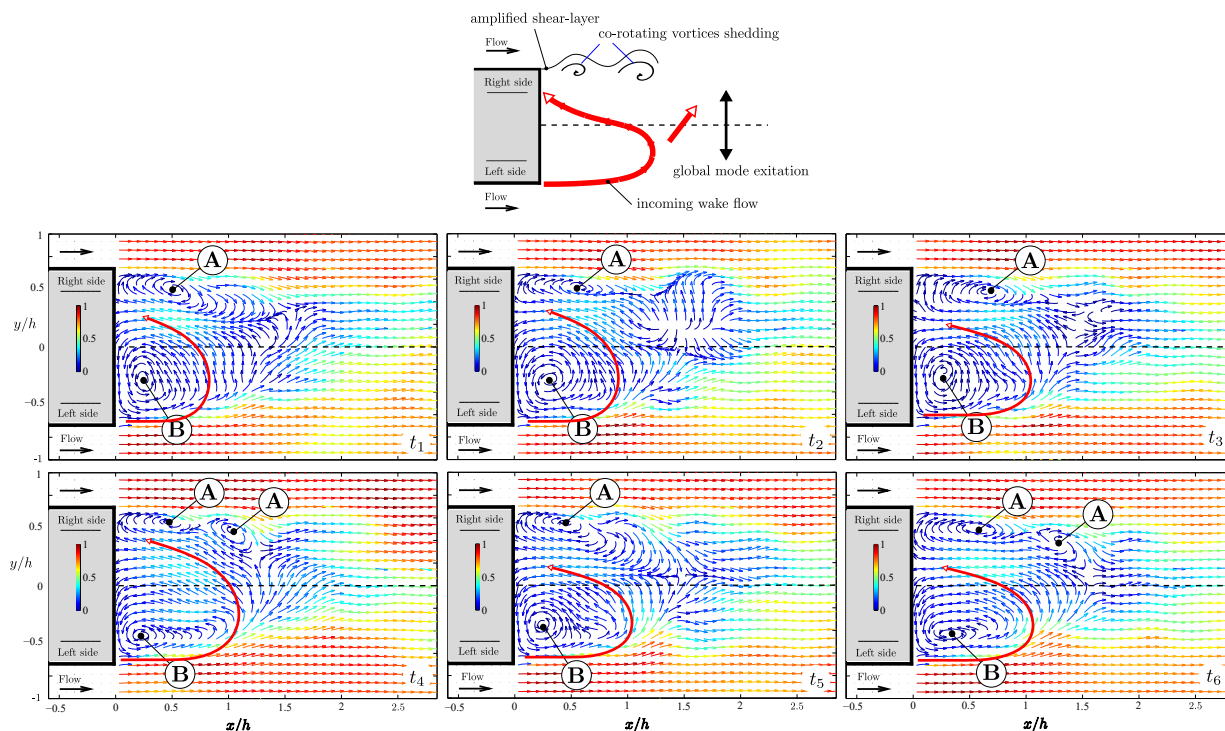 amplified shear-layer
Flow
co-rotating vortices shedding
Right side
Left side
global mode exitation
Flow
incoming wake flow
1
0.5
y/h
0
−0.5
-1
Right side
1
0.5
0
Left side
Flow
A
B
t1
Right side
1
0.5
0
Left side
Flow
A
B
t2
Right side
1
0.5
0
Left side
Flow
A
B
t3
1
0.5
y/h
0
−0.5
-1
Right side
1
0.5
0
Left side
Flow
A
A
B
t4
−0.5 0 0.5 1 1.5 2 2.5
x/h
Right side
1
0.5
0
Left side
Flow
A
B
t5
−0.5 0 0.5 1 1.5 2 2.5
x/h
Right side
1
0.5
0
Left side
Flow
A
A
B
t6
−0.5 0 0.5 1 1.5 2 2.5
x/h